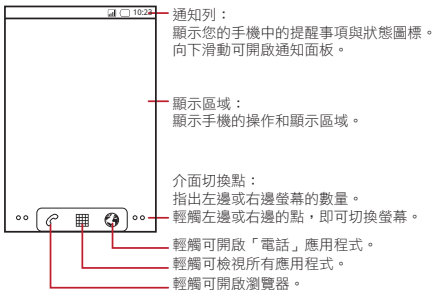 10:23
通知列：
顯示您的手機中的提醒事項與狀態圖標。
向下滑動可開啟通知面板。
顯示區域：
顯示手機的操作和顯示區域。
介面切換點：
指出左邊或右邊螢幕的數量。
輕觸左邊或右邊的點，即可切換螢幕。
輕觸可開啟「電話」應用程式。
輕觸可檢視所有應用程式。
輕觸可開啟瀏覽器。